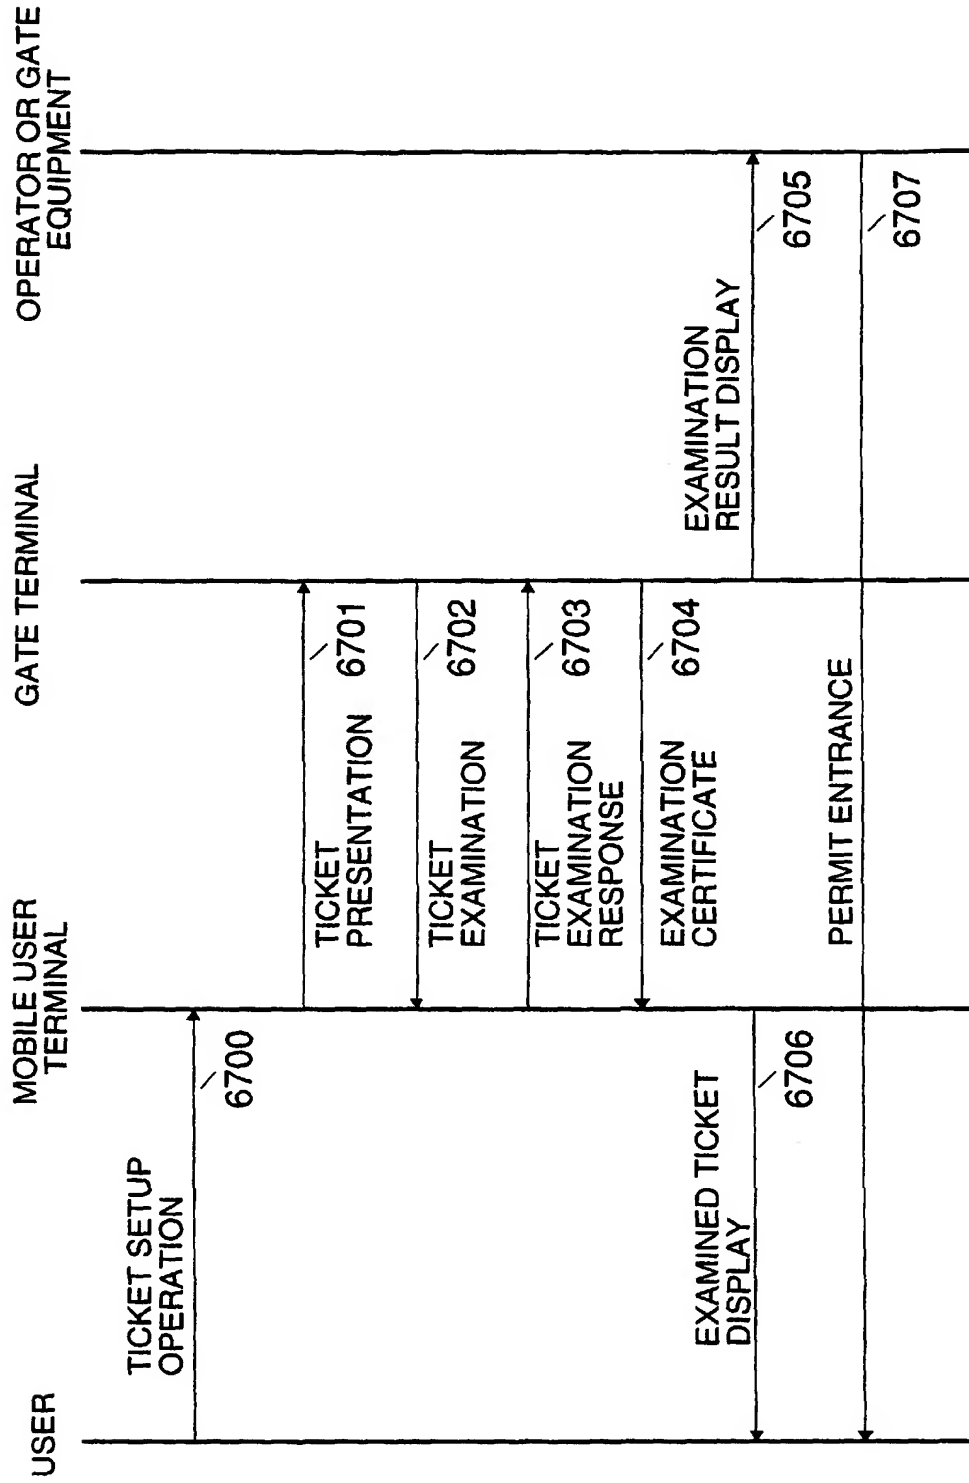 USER
MOBILE USER
TERMINAL
GATE TERMINAL
OPERATOR OR GATE
EQUIPMENT
TICKET SETUP
OPERATION
6700
TICKET
PRESENTATION
6701
TICKET
EXAMINATION
6702
TICKET
EXAMINATION
RESPONSE
6703
EXAMINATION
CERTIFICATE
6704
EXAMINATION
RESULT DISPLAY
6705
EXAMINED TICKET
DISPLAY
6706
PERMIT ENTRANCE
6707